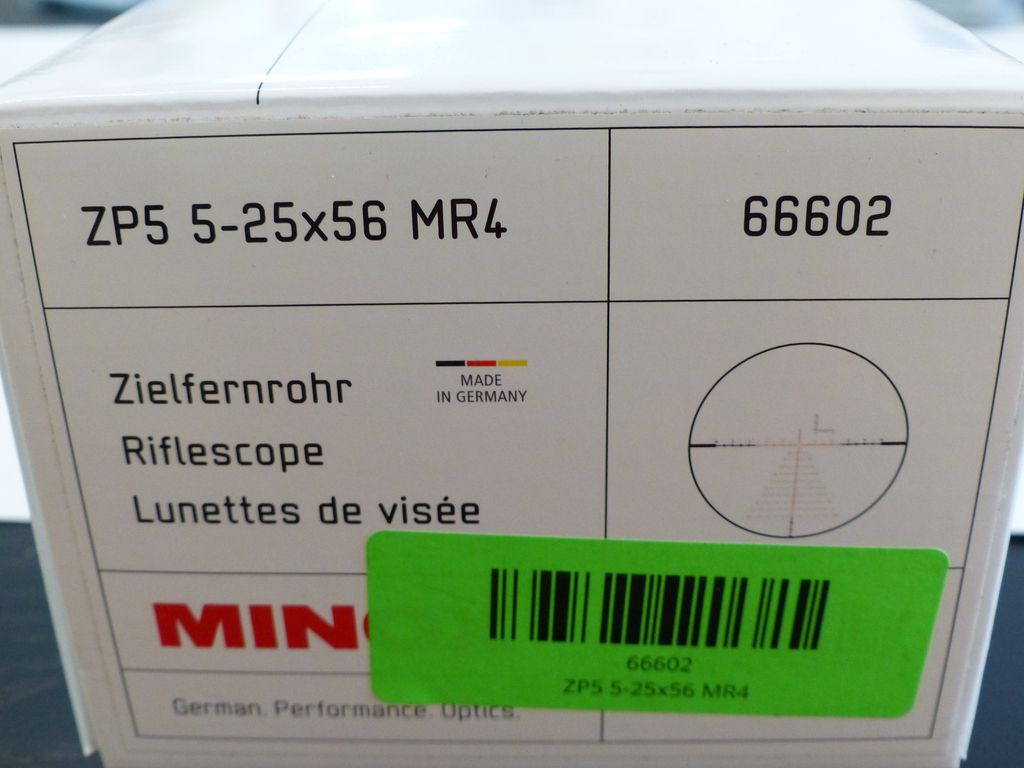 ZP5 5-25x56 MR4
66602
Zielfernrohr
MADE
IN GERMANY
Riflescope
Lunettes de visée
MIN
66602
ZP5 5-25x56 MR4
German. Performance. Optics.